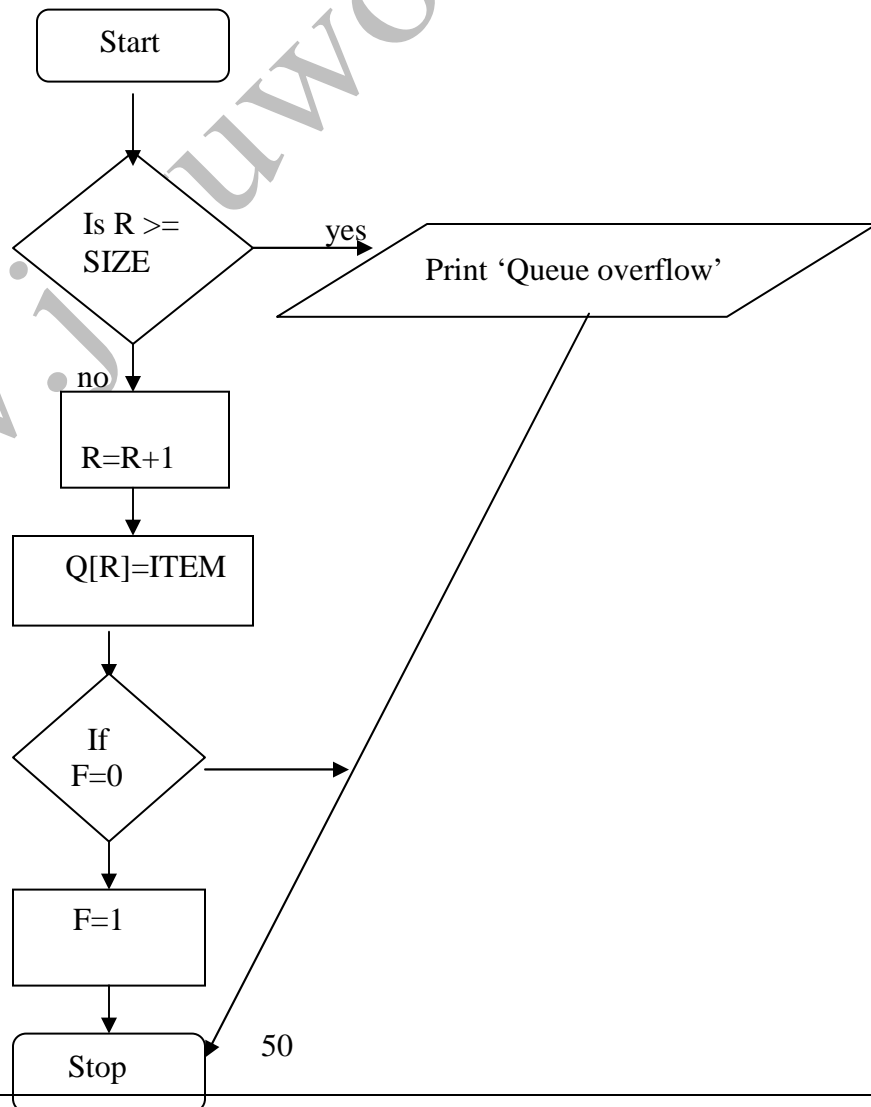 Start
Is R >=
SIZE
yes
Print ‘Queue overflow’
no
R=R+1
Q[R]=ITEM
If
F=0
F=1
50
Stop